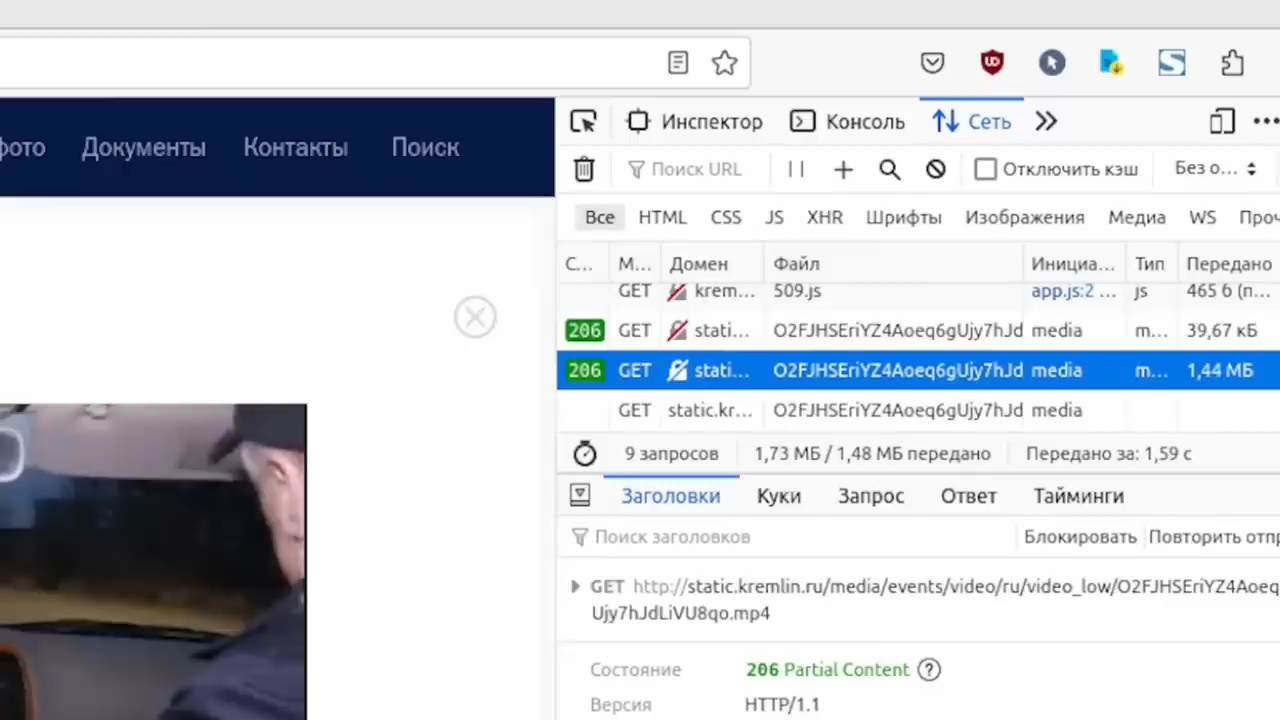 фото Документы Контакты Поиск
Инспектор Консоль Сеть
Поиск URL Отключить кэш Без о...
Все HTML CSS JS XHR Шрифты Изображения Медиа WS Проч
С... М... Домен Файл Инициа... Тип Передано
GET krem... 509.js app.js:2 ... js 465 б (п...
206 GET stati... O2FJHSEriYZ4Aoeq6gUjy7hJd media m... 39,67 кБ
206 GET stati... O2FJHSEriYZ4Aoeq6gUjy7hJd media m... 1,44 МБ
GET static.kr... O2FJHSEriYZ4Aoeq6gUjy7hJd media
9 запросов 1,73 МБ / 1,48 МБ передано Передано за: 1,59 с
Заголовки Куки Запрос Ответ Тайминги
Поиск заголовков Блокировать Повторить отпр
GET http://static.kremlin.ru/media/events/video/ru/video_low/O2FJHSEriYZ4Aoeq
Ujy7hJdLiVU8qo.mp4
Состояние 206 Partial Content ?
Версия HTTP/1.1